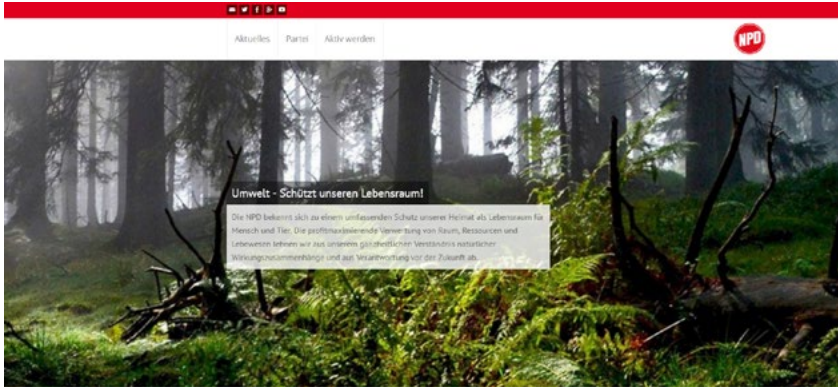 Aktuelles Partei Aktiv werden
NPD
Umwelt - Schützt unseren Lebensraum!
Die NPD bekennt sich zu einem umfassenden Schutz unserer Heimat als Lebensraum für
Mensch und Tier. Die profitmaximierende Verwertung von Raum, Ressourcen und
Lebewesen lehnen wir aus unserem ganzheitlichen Verständnis natürlicher
Wirkungszusammenhänge und aus Verantwortung vor der Zukunft ab.